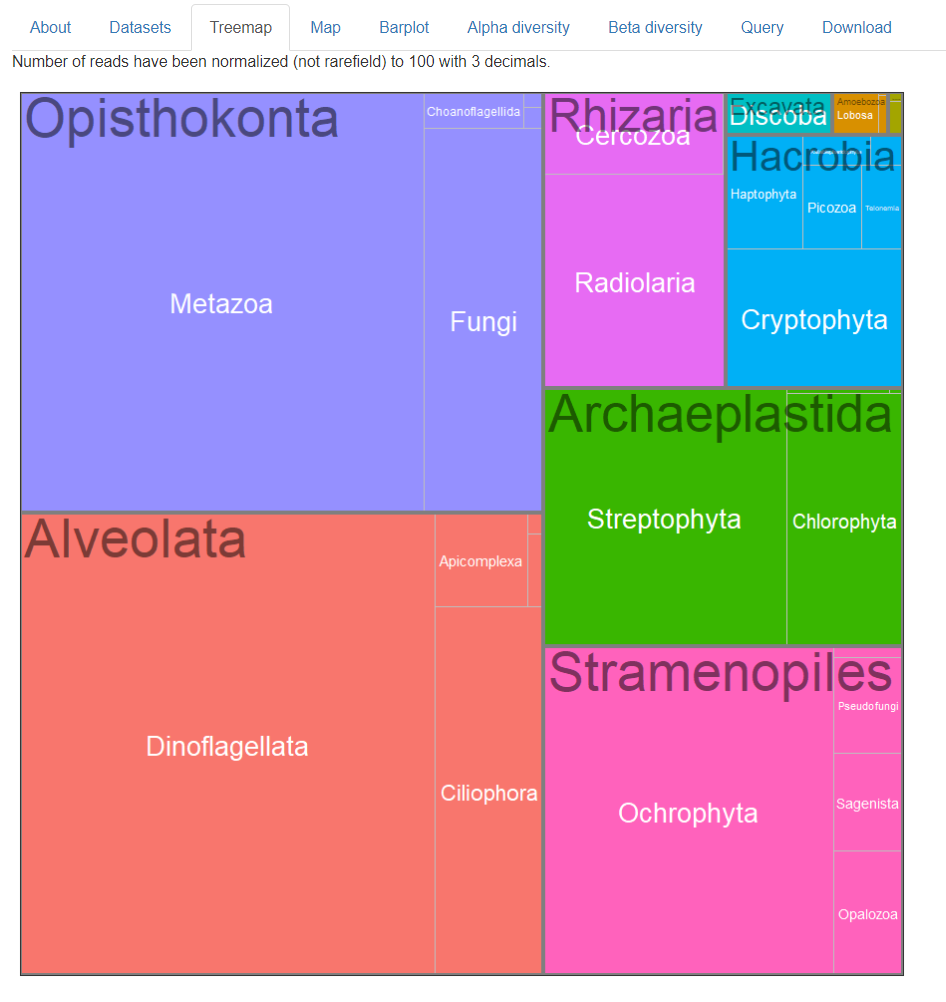 About Datasets Treemap Map Barplot Alpha diversity Beta diversity Query Download
Number of reads have been normalized (not rarefield) to 100 with 3 decimals.
Opisthokonta
Choanoflagellida
Metazoa
Fungi
Rhizaria
Cercozoa
Radiolaria
Excavata
Discoba
Amoebozoa
Lobosa
Hacrobia
Haptophyta
Picozoa
Telonemia
Cryptophyta
Archaeplastida
Streptophyta
Chlorophyta
Alveolata
Apicomplexa
Dinoflagellata
Ciliophora
Stramenopiles
Pseudofungi
Sagenista
Ochrophyta
Opalozoa